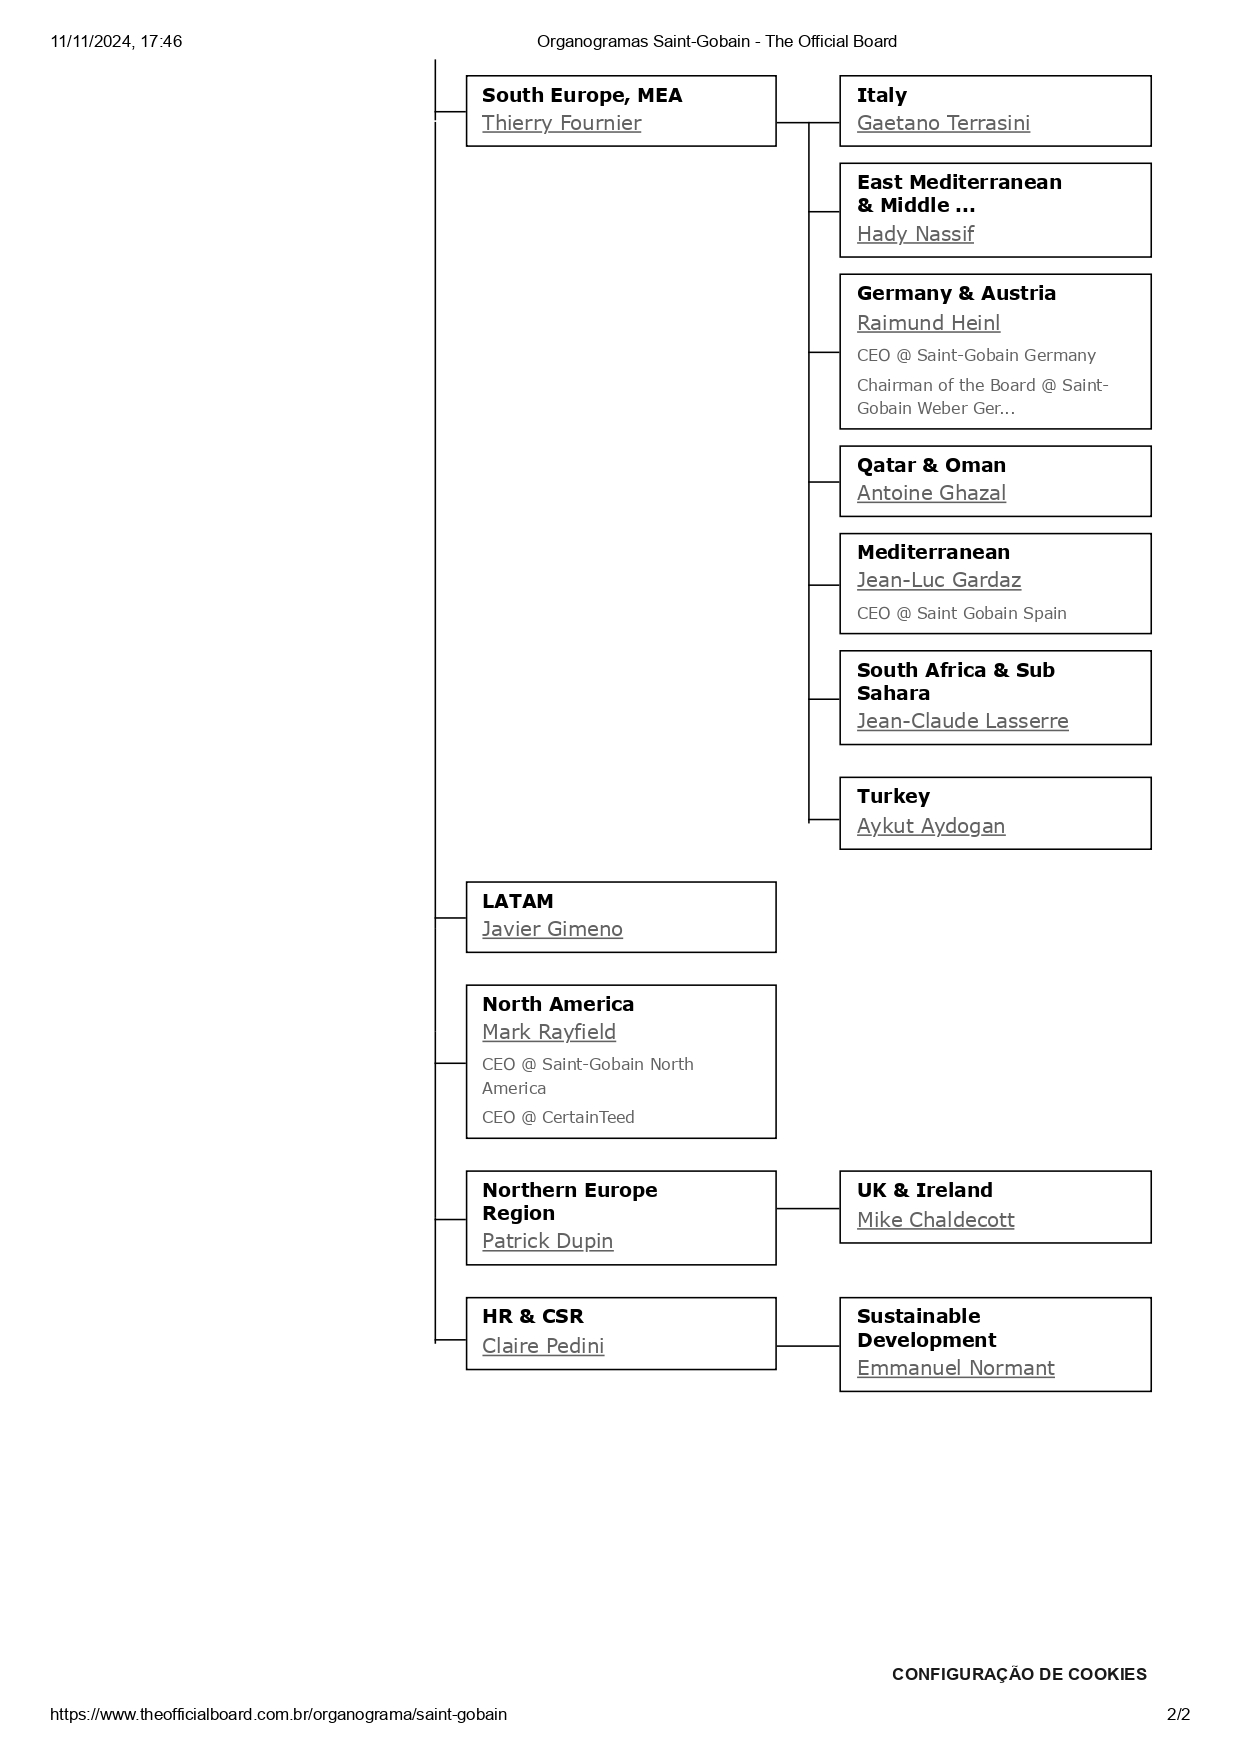 11/11/2024, 17:46
Organogramas Saint-Gobain - The Official Board
South Europe, MEA
Thierry Fournier
Italy
Gaetano Terrasini
East Mediterranean
& Middle ...
Hady Nassif
Germany & Austria
Raimund Heinl
CEO @ Saint-Gobain Germany
Chairman of the Board @ Saint-
Gobain Weber Ger...
Qatar & Oman
Antoine Ghazal
Mediterranean
Jean-Luc Gardaz
CEO @ Saint Gobain Spain
South Africa & Sub
Sahara
Jean-Claude Lasserre
Turkey
Aykut Aydogan
LATAM
Javier Gimeno
North America
Mark Rayfield
CEO @ Saint-Gobain North
America
CEO @ CertainTeed
Northern Europe
Region
Patrick Dupin
UK & Ireland
Mike Chaldecott
HR & CSR
Claire Pedini
Sustainable
Development
Emmanuel Normant
CONFIGURAÇÃO DE COOKIES
https://www.theofficialboard.com.br/organograma/saint-gobain
2/2